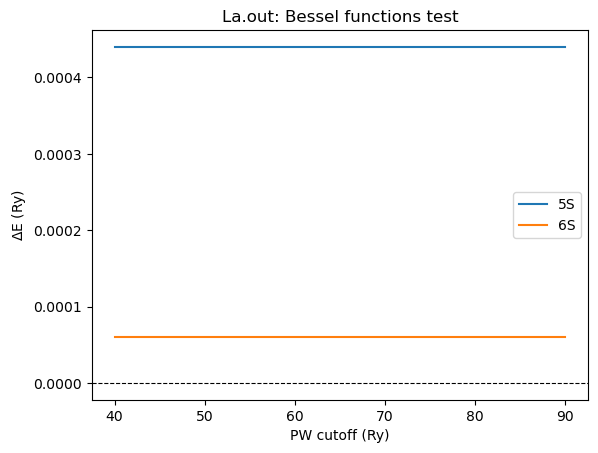 La.out: Bessel functions test
ΔE (Ry)
0.0004
0.0003
0.0002
0.0001
0.0000
5S
6S
40 50 60 70 80 90
PW cutoff (Ry)